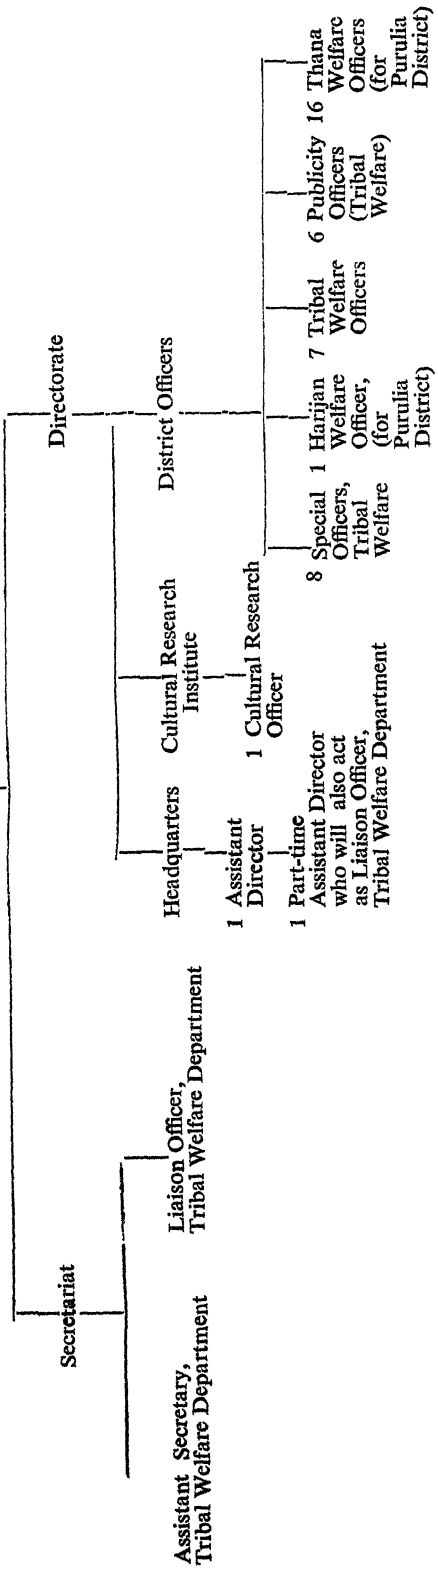 Secretariat
Directorate
Assistant Secretary,
Tribal Welfare Department
Liaison Officer,
Tribal Welfare Department
Headquarters
Cultural Research
Institute
District Officers
1 Assistant
Director
1 Cultural Research
Officer
1 Part-time
Assistant Director
who will also act
as Liaison Officer,
Tribal Welfare Department
8 Special
Officers,
Tribal
Welfare
1 Harijan
Welfare
Officer,
(for
Purulia
District)
7 Tribal
Welfare
Officers
6 Publicity
Officers
(Tribal
Welfare)
16 Thana
Welfare
Officers
(for
Purulia
District)